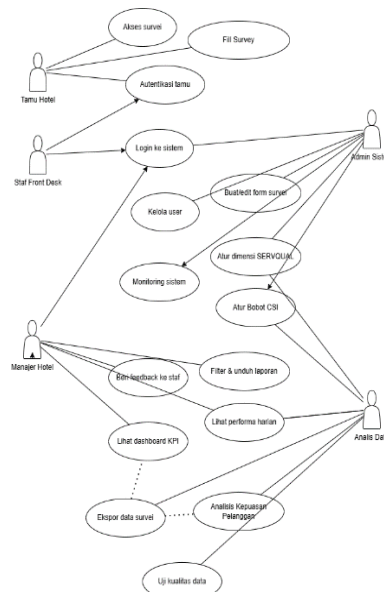 Akses survei
Fill Survey
Tamu Hotel
Autentikasi tamu
Login ke sistem
Staf Front Desk
Admin Siste
Buat/edit form survei
Kelola user
Atur dimensi SERVQUAL
Monitoring sistem
Atur Bobot CSI
Manajer Hotel
Filter & unduh laporan
Beri feedback ke staf
Lihat performa harian
Analis Dat
Lihat dashboard KPI
Ekspor data survei
Analisis Kepuasan
Pelanggan
Uji kualitas data